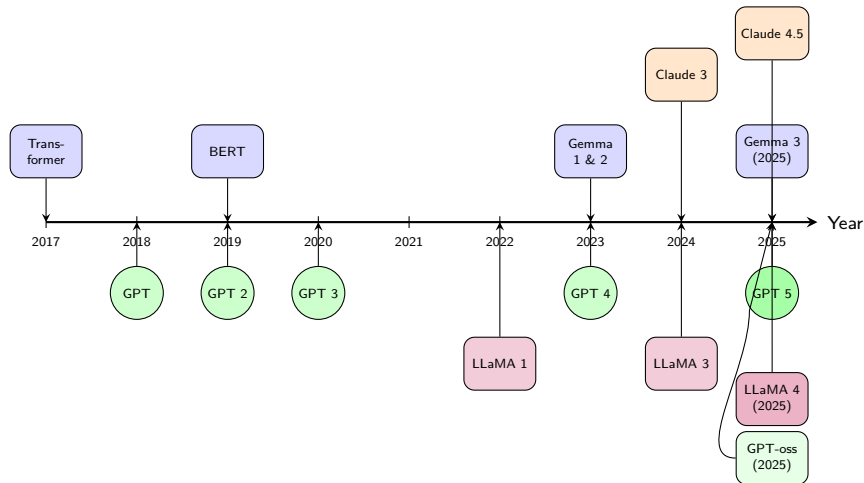 Claude 4.5
Claude 3
Trans-
former
BERT
Gemma
1 & 2
Gemma 3
(2025)
Year
2017
2018
2019
2020
2021
2022
2023
2024
2025
GPT
GPT 2
GPT 3
GPT 4
GPT 5
LLaMA 1
LLaMA 3
LLaMA 4
(2025)
GPT-oss
(2025)